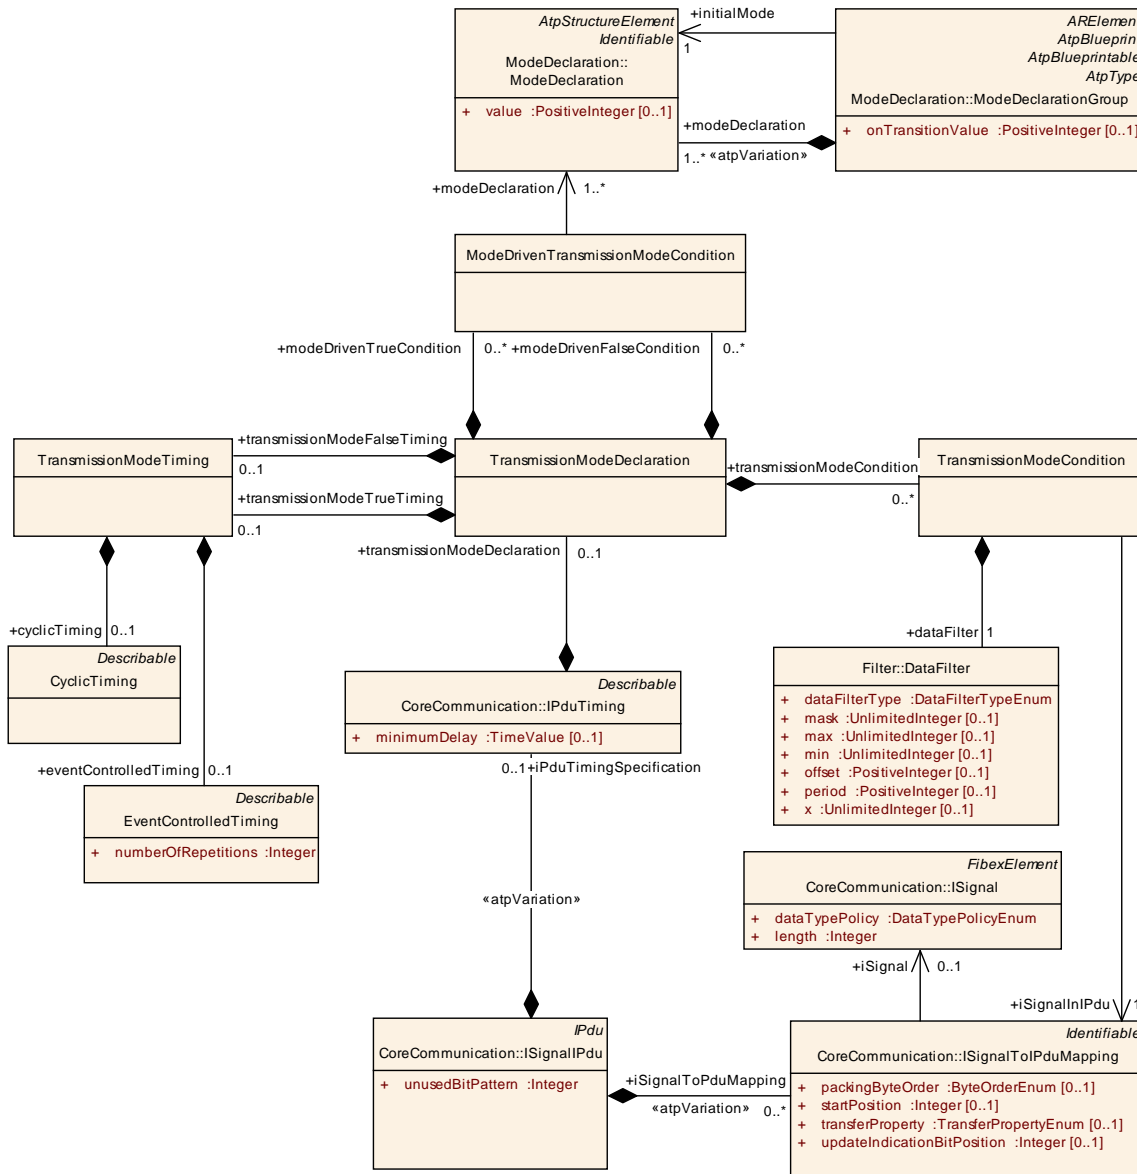 AtpStructureElement
Identifiable
ModeDeclaration::
ModeDeclaration
+ value :PositiveInteger [0..1]
+initialMode
1
ARElement
AtpBlueprint
AtpBlueprintable
AtpType
ModeDeclaration::ModeDeclarationGroup
+ onTransitionValue :PositiveInteger [0..1]
+modeDeclaration
1..* «atpVariation»
+modeDeclaration 1..*
ModeDrivenTransmissionModeCondition
+modeDrivenTrueCondition 0..*
+modeDrivenFalseCondition 0..*
TransmissionModeTiming
+transmissionModeFalseTiming
0..1
+transmissionModeTrueTiming
0..1
TransmissionModeDeclaration
+transmissionModeCondition
0..*
TransmissionModeCondition
+transmissionModeDeclaration 0..1
+cyclicTiming 0..1
Describable
CyclicTiming
+eventControlledTiming 0..1
Describable
EventControlledTiming
+ numberOfRepetitions :Integer
Describable
CoreCommunication::IPduTiming
+ minimumDelay :TimeValue [0..1]
0..1 +iPduTimingSpecification
«atpVariation»
+dataFilter 1
Filter::DataFilter
+ dataFilterType :DataFilterTypeEnum
+ mask :UnlimitedInteger [0..1]
+ max :UnlimitedInteger [0..1]
+ min :UnlimitedInteger [0..1]
+ offset :PositiveInteger [0..1]
+ period :PositiveInteger [0..1]
+ x :UnlimitedInteger [0..1]
FibexElement
CoreCommunication::ISignal
+ dataTypePolicy :DataTypePolicyEnum
+ length :Integer
+iSignal 0..1
+iSignalInIPdu 1
IPdu
CoreCommunication::ISignalIPdu
+ unusedBitPattern :Integer
+iSignalToPduMapping
«atpVariation» 0..*
Identifiable
CoreCommunication::ISignalToIPduMapping
+ packingByteOrder :ByteOrderEnum [0..1]
+ startPosition :Integer [0..1]
+ transferProperty :TransferPropertyEnum [0..1]
+ updateIndicationBitPosition :Integer [0..1]